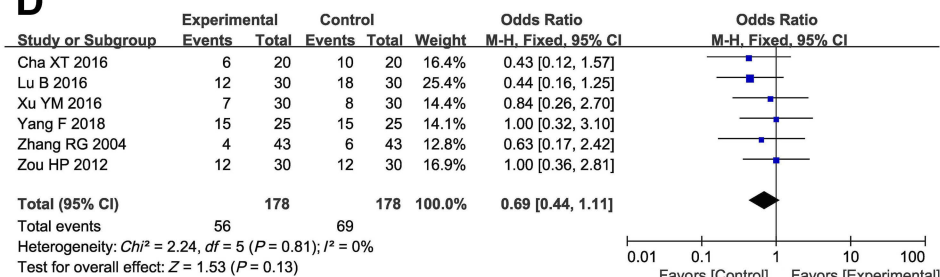 D
Experimental Control Odds Ratio Odds Ratio
Study or Subgroup Events Total Events Total Weight M-H, Fixed, 95% CI M-H, Fixed, 95% CI
Cha XT 2016 6 20 10 20 16.4% 0.43 [0.12, 1.57]
Lu B 2016 12 30 18 30 25.4% 0.44 [0.16, 1.25]
Xu YM 2016 7 30 8 30 14.4% 0.84 [0.26, 2.70]
Yang F 2018 15 25 15 25 14.1% 1.00 [0.32, 3.10]
Zhang RG 2004 4 43 6 43 12.8% 0.63 [0.17, 2.42]
Zou HP 2012 12 30 12 30 16.9% 1.00 [0.36, 2.81]
Total (95% CI) 178 178 100.0% 0.69 [0.44, 1.11]
Total events 56 69
Heterogeneity: Chi² = 2.24, df = 5 (P = 0.81); I² = 0%
Test for overall effect: Z = 1.53 (P = 0.13)
0.01 0.1 1 10 100
Favors [Control] Favors [Experimental]